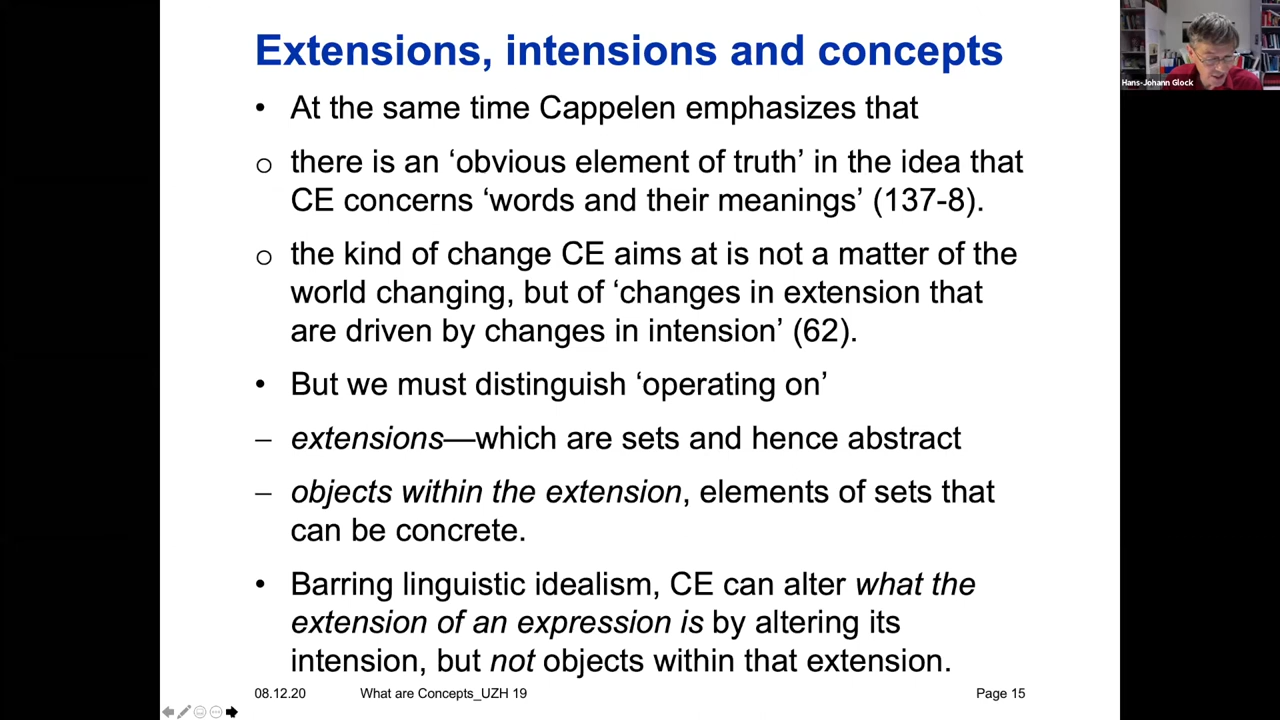 Extensions, intensions and concepts
Hans-Johann Glock
• At the same time Cappelen emphasizes that
o there is an ‘obvious element of truth’ in the idea that
CE concerns ‘words and their meanings’ (137-8).
o the kind of change CE aims at is not a matter of the
world changing, but of ‘changes in extension that
are driven by changes in intension’ (62).
• But we must distinguish ‘operating on’
– extensions—which are sets and hence abstract
– objects within the extension, elements of sets that
can be concrete.
• Barring linguistic idealism, CE can alter what the
extension of an expression is by altering its
intension, but not objects within that extension.
08.12.20 What are Concepts_UZH 19 Page 15